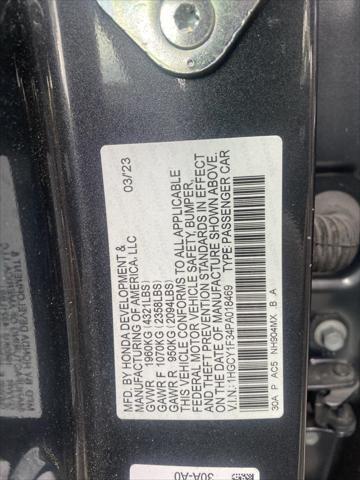 MFD. BY HONDA DEVELOPMENT & 03/23
MANUFACTURING OF AMERICA, LLC
GVWR 1960KG (4321LBS)
GAWR F 1070KG (2358LBS)
GAWR R 950KG (2094LBS)
THIS VEHICLE CONFORMS TO ALL APPLICABLE
FEDERAL MOTOR VEHICLE SAFETY, BUMPER,
AND THEFT PREVENTION STANDARDS IN EFFECT
ON THE DATE OF MANUFACTURE SHOWN ABOVE.
V.I.N.: 1HGCY1F34PA018469 TYPE: PASSENGER CAR
30A P AC5 NH904MX B A
30A-A0